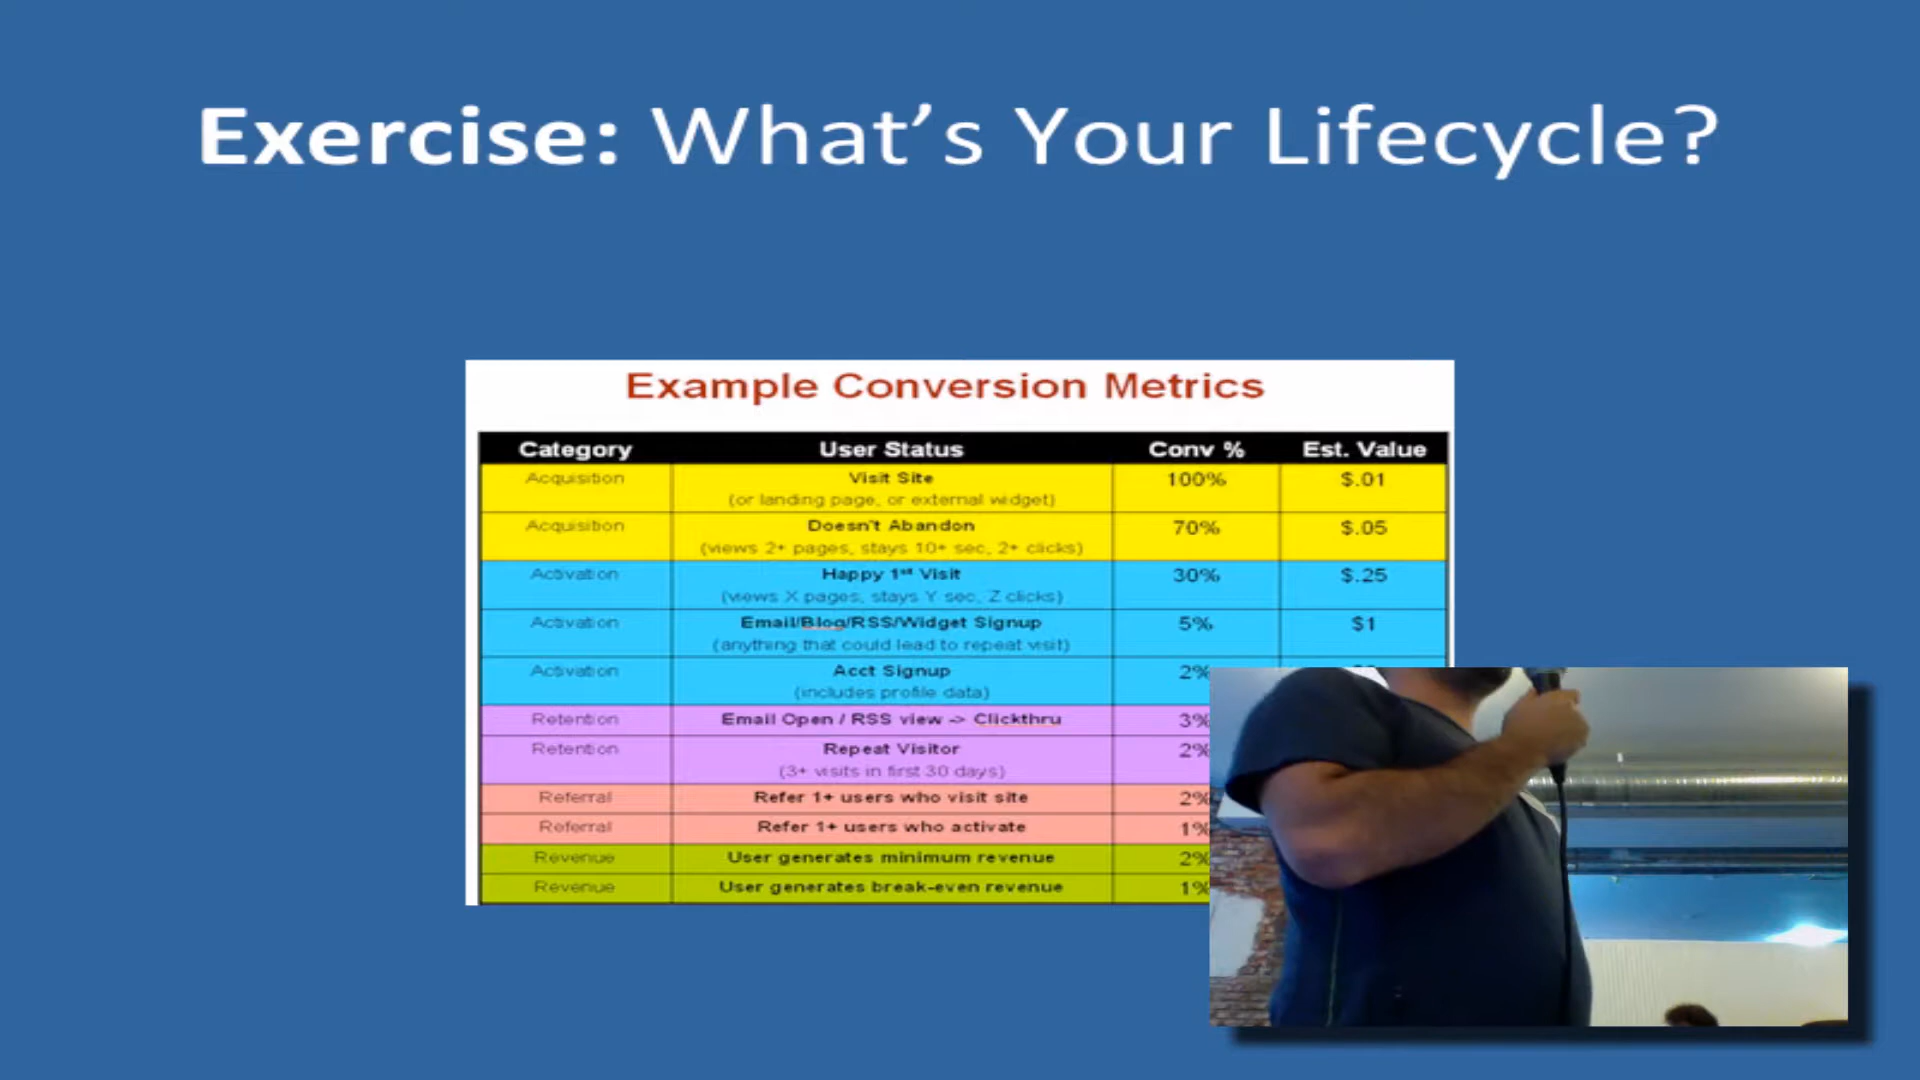 Exercise: What's Your Lifecycle?
Example Conversion Metrics
Category User Status Conv % Est. Value
Acquisition Visit Site 100% $.01
(or landing page, or external widget)
Acquisition Doesn't Abandon 70% $.05
(views 2+ pages, stays 10+ sec, 2+ clicks)
Activation Happy 1st Visit 30% $.25
(views X pages, stays Y sec, Z clicks)
Activation Email/Blog/RSS/Widget Signup 5% $1
(anything that could lead to repeat visit)
Activation Acct Signup 2%
(includes profile data)
Retention Email Open / RSS view -> Clickthru 3%
Retention Repeat Visitor 2%
(3+ visits in first 30 days)
Referral Refer 1+ users who visit site 2%
Referral Refer 1+ users who activate 1%
Revenue User generates minimum revenue 2%
Revenue User generates break-even revenue 1%